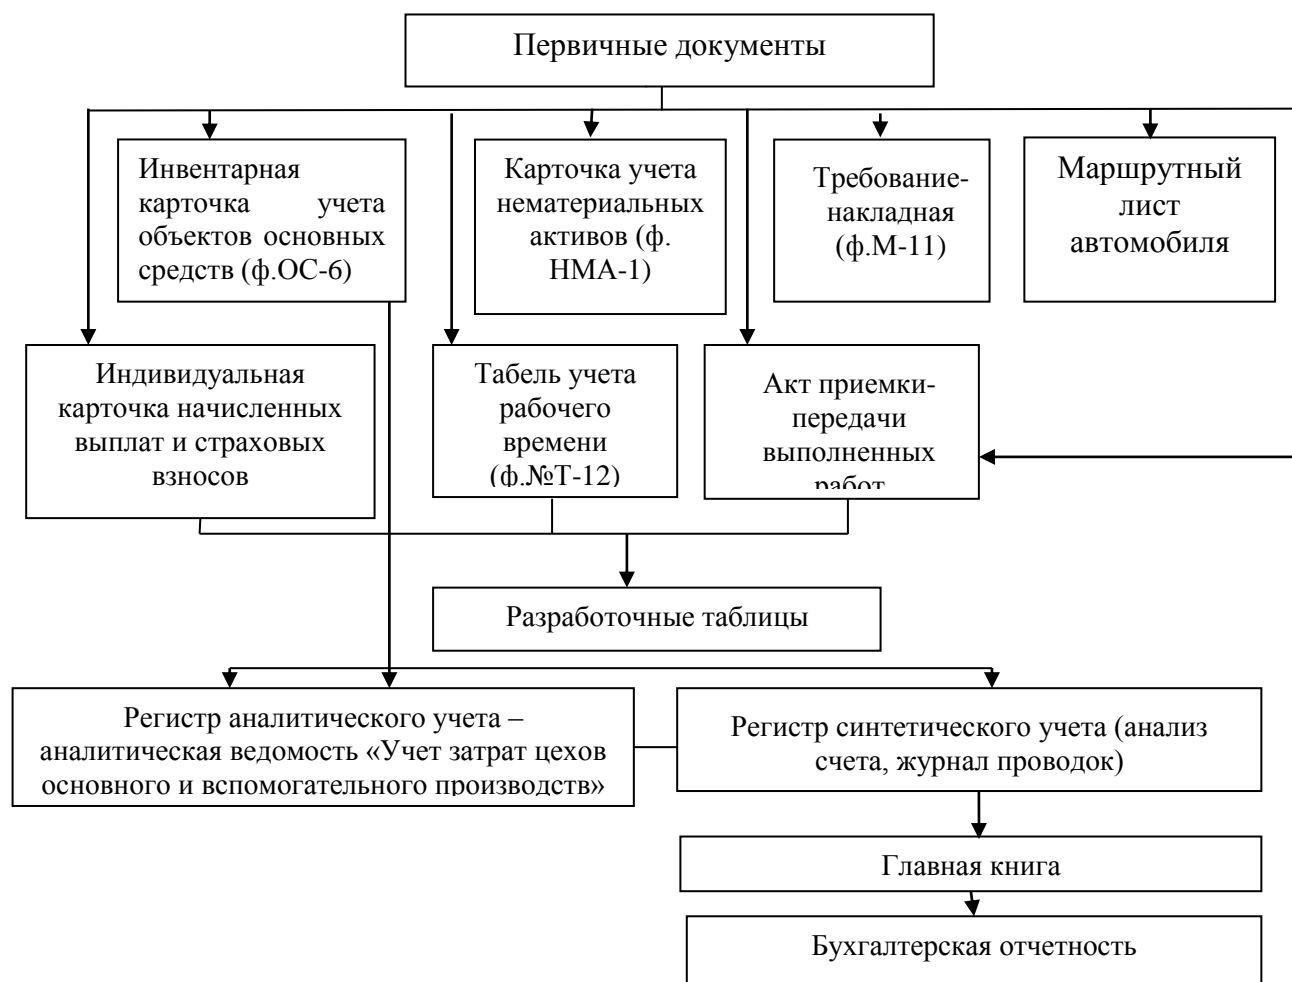 Первичные документы
Инвентарная
карточка учета
объектов основных
средств (ф.ОС-6)
Карточка учета
нематериальных
активов (ф.
НМА-1)
Требование-
накладная
(ф.М-11)
Маршрутный
лист
автомобиля
Индивидуальная
карточка начисленных
выплат и страховых
взносов
Табель учета
рабочего
времени
(ф.№Т-12)
Акт приемки-
передачи
выполненных
работ
Разработочные таблицы
Регистр аналитического учета –
аналитическая ведомость «Учет затрат цехов
основного и вспомогательного производств»
Регистр синтетического учета (анализ
счета, журнал проводок)
Главная книга
Бухгалтерская отчетность